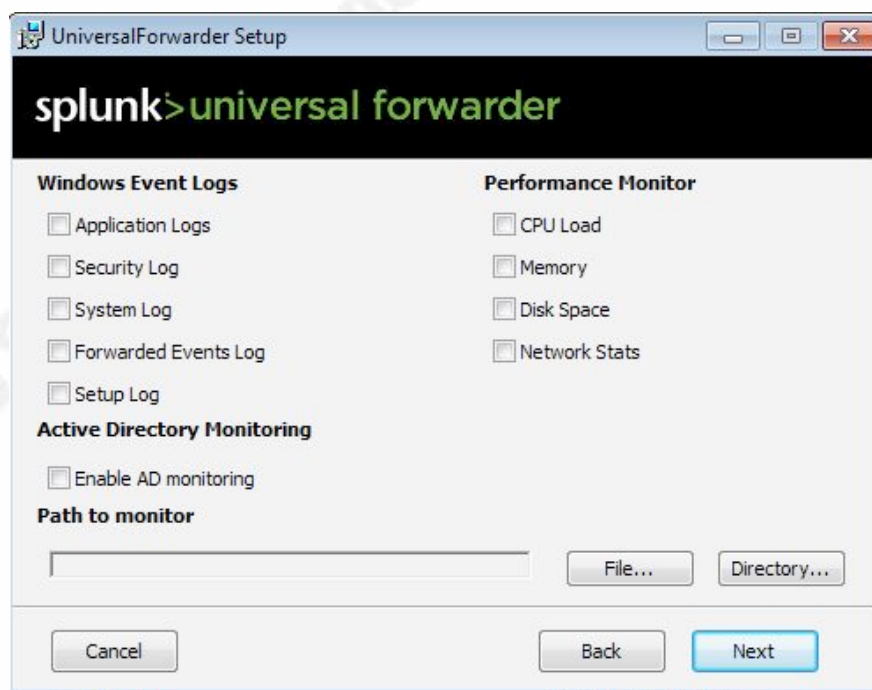 UniversalForwarder Setup
splunk>universal forwarder
Windows Event Logs
Application Logs
Security Log
System Log
Forwarded Events Log
Setup Log
Active Directory Monitoring
Enable AD monitoring
Performance Monitor
CPU Load
Memory
Disk Space
Network Stats
Path to monitor
File...
Directory...
Cancel
Back
Next